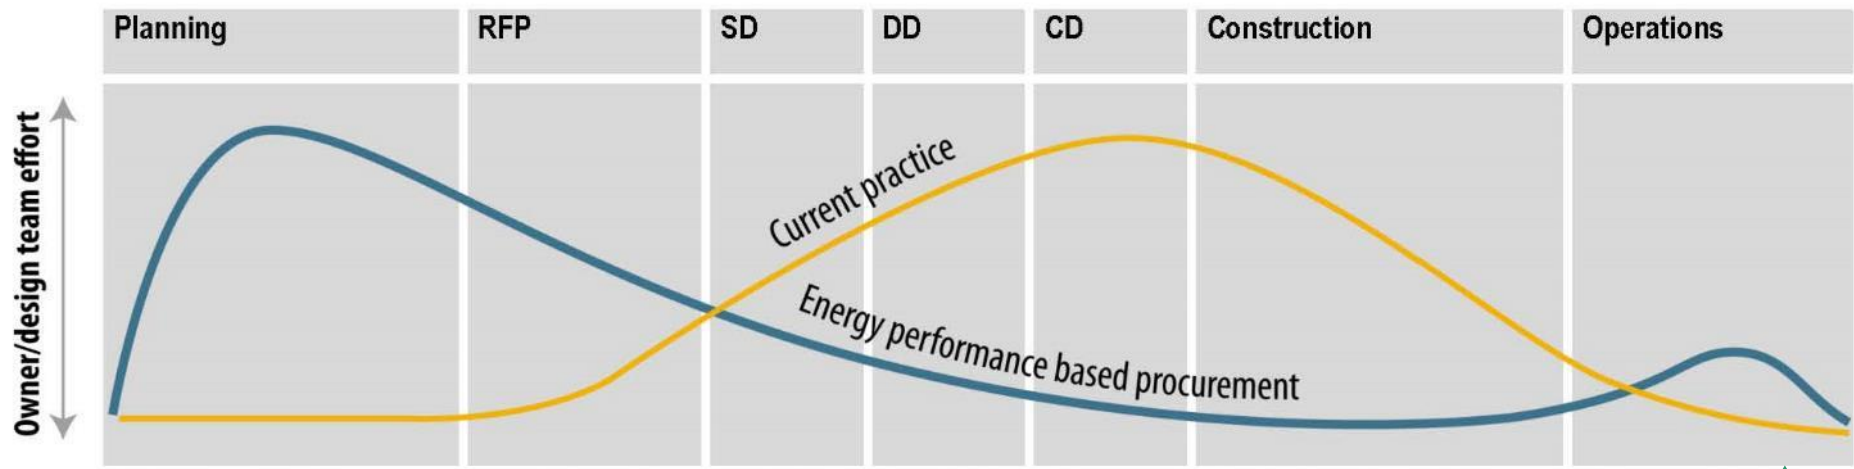 Planning
RFP
SD
DD
CD
Construction
Operations
Owner/design team effort
Current practice
Energy performance based procurement